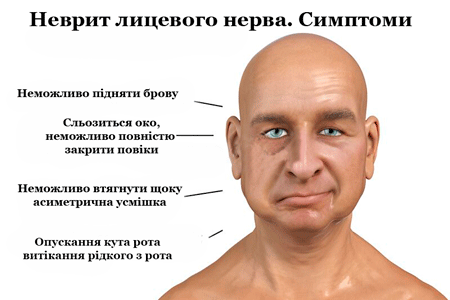 Неврит лицевого нерва. Симптоми
Неможливо підняти брову
Сльозиться око,
неможливо повністю
закрити повіки
Неможливо втягнути щоку
асиметрична усмішка
Опускання кута рота
витікання рідкого з рота